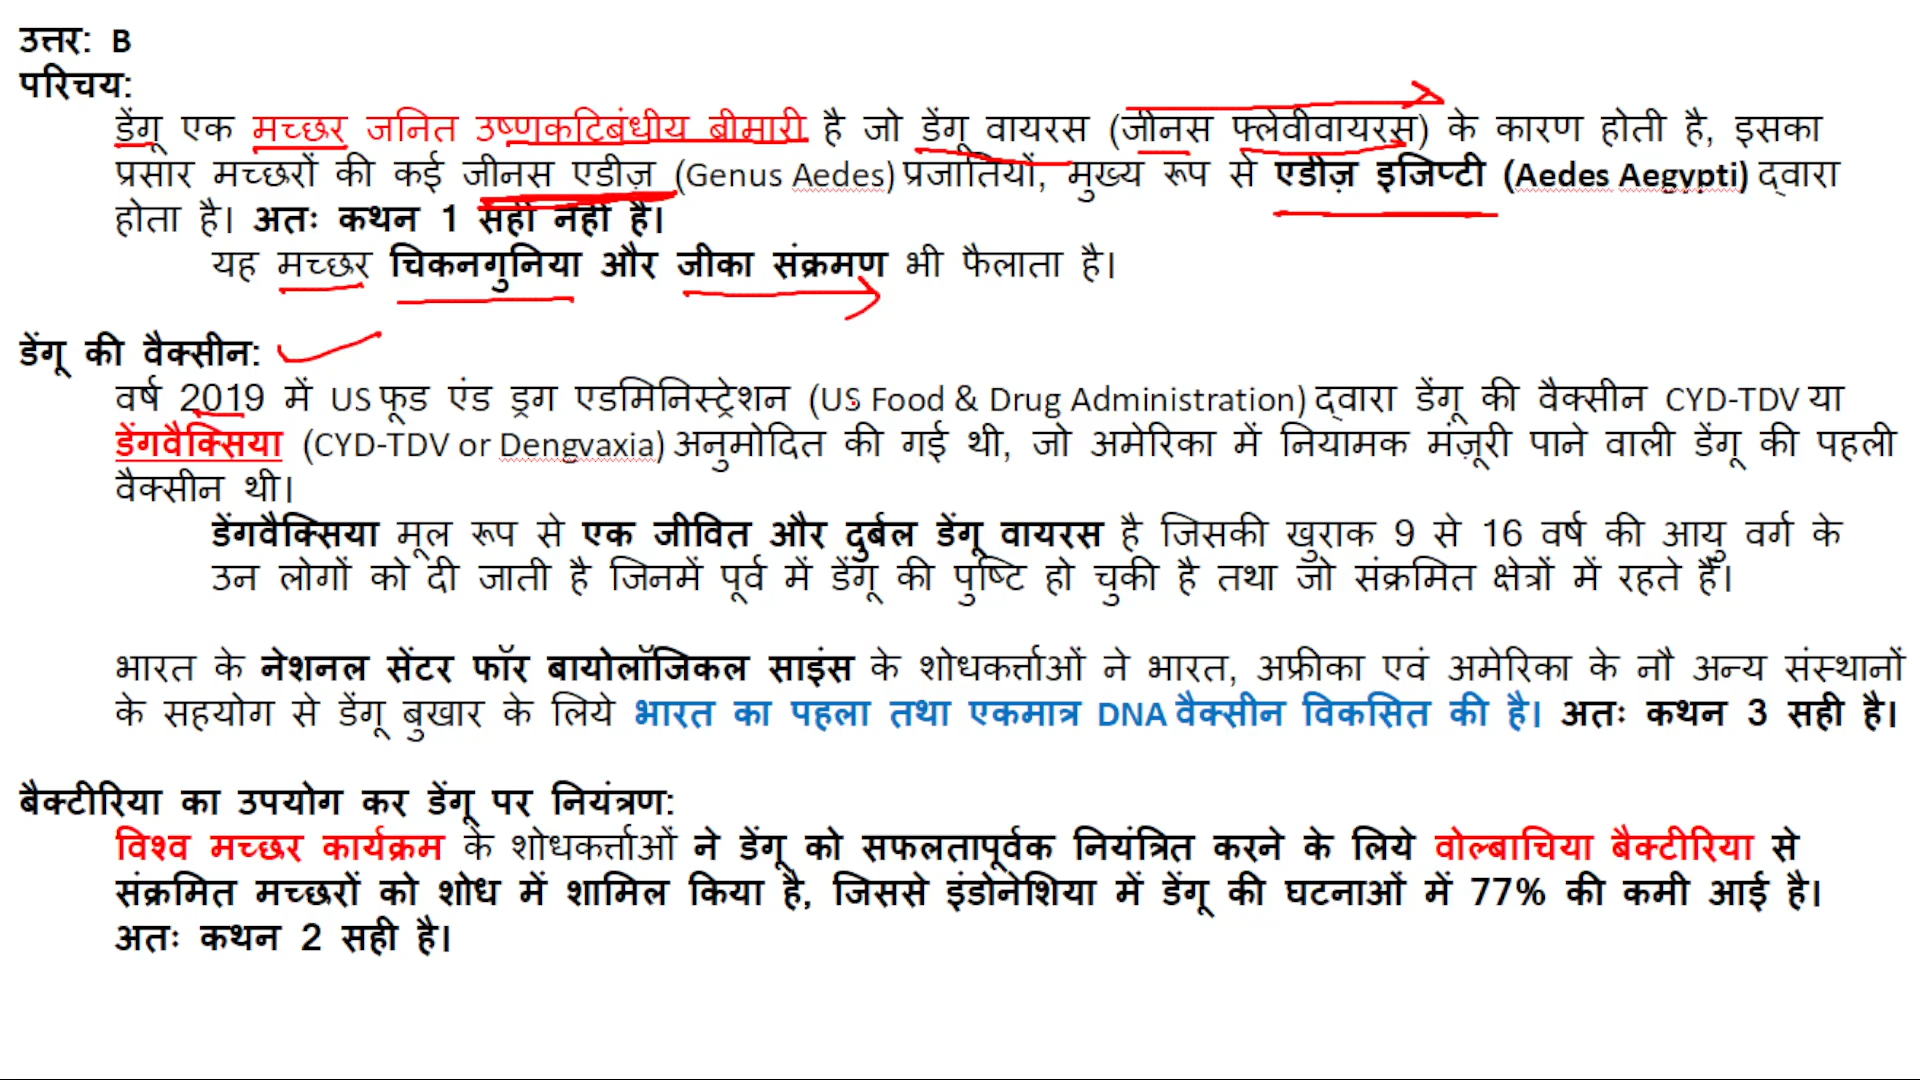 उत्तर: B
परिचय:
डेंगू एक मच्छर जनित उष्णकटिबंधीय बीमारी है जो डेंगू वायरस (जीनस फ्लेवीवायरस) के कारण होती है, इसका
प्रसार मच्छरों की कई जीनस एडीज़ (Genus Aedes) प्रजातियों, मुख्य रूप से एडीज़ इजिप्टी (Aedes Aegypti) द्वारा
होता है। अतः कथन 1 सही नहीं है।
यह मच्छर चिकनगुनिया और जीका संक्रमण भी फैलाता है।
डेंगू की वैक्सीन:
वर्ष 2019 में US फूड एंड ड्रग एडमिनिस्ट्रेशन (US Food & Drug Administration) द्वारा डेंगू की वैक्सीन CYD-TDV या
डेंगवैक्सिया (CYD-TDV or Dengvaxia) अनुमोदित की गई थी, जो अमेरिका में नियामक मंज़ूरी पाने वाली डेंगू की पहली
वैक्सीन थी।
डेंगवैक्सिया मूल रूप से एक जीवित और दुर्बल डेंगू वायरस है जिसकी खुराक 9 से 16 वर्ष की आयु वर्ग के
उन लोगों को दी जाती है जिनमें पूर्व में डेंगू की पुष्टि हो चुकी है तथा जो संक्रमित क्षेत्रों में रहते हैं।
भारत के नेशनल सेंटर फॉर बायोलॉजिकल साइंस के शोधकर्त्ताओं ने भारत, अफ्रीका एवं अमेरिका के नौ अन्य संस्थानों
के सहयोग से डेंगू बुखार के लिये भारत का पहला तथा एकमात्र DNA वैक्सीन विकसित की है। अतः कथन 3 सही है।
बैक्टीरिया का उपयोग कर डेंगू पर नियंत्रण:
विश्व मच्छर कार्यक्रम के शोधकर्त्ताओं ने डेंगू को सफलतापूर्वक नियंत्रित करने के लिये वोल्बाचिया बैक्टीरिया से
संक्रमित मच्छरों को शोध में शामिल किया है, जिससे इंडोनेशिया में डेंगू की घटनाओं में 77% की कमी आई है।
अतः कथन 2 सही है।